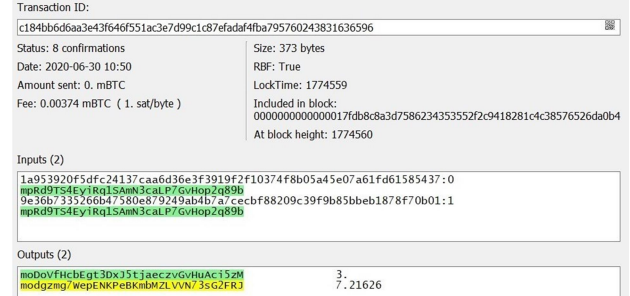 Transaction ID:
c184bb6d6aa3e43f646f551ac3e7d99c1c87efadaf4fba795760243831636596
Status: 8 confirmations
Date: 2020-06-30 10:50
Amount sent: 0. mBTC
Fee: 0.00374 mBTC ( 1. sat/byte )
Size: 373 bytes
RBF: True
LockTime: 1774559
Included in block:
0000000000000017fdb8c8a3d7586234353552f2c9418281c4c38576526da0b4
At block height: 1774560
Inputs (2)
1a953920f5dfc24137caa6d36e3f3919f2f10374f8b05a45e07a61fd61585437:0
mpRd9TS4EyiRq1SAmN3caLP7GvHop2q89b
9e36b7335266b47580e879249ab4b7a7cecbf88209c39f9b85bbeb1878f70b01:1
mpRd9TS4EyiRq1SAmN3caLP7GvHop2q89b
Outputs (2)
moDoVfHcbEgt3DxJ5tjaeczvGvHuAci5zM 3.
modgzmg7WepENKPeBKmbMZLVVN73sG2FRJ 7.21626